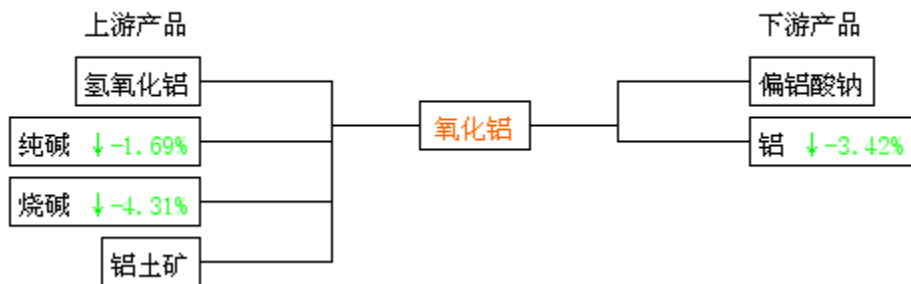 上游产品
下游产品
氢氧化铝
偏铝酸钠
纯碱 ↓-1.69%
氧化铝
铝 ↓-3.42%
烧碱 ↓-4.31%
铝土矿